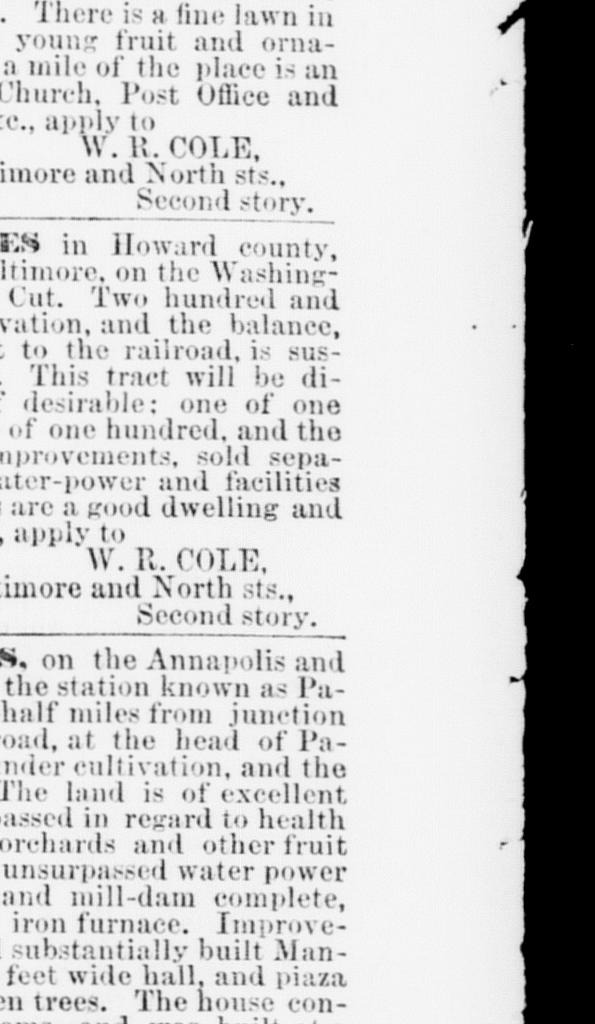 . There is a fine lawn in
young fruit and orna-
a mile of the place is an
Church, Post Office and
tc., apply to
W. R. COLE,
imore and North sts.,
Second story.
ES in Howard county,
ltimore, on the Washing-
Cut. Two hundred and
vation, and the balance,
t to the railroad, is sus-
. This tract will be di-
f desirable; one of one
of one hundred, and the
mprovements, sold sepa-
ater-power and facilities
s are a good dwelling and
, apply to
W. R. COLE,
timore and North sts.,
Second story.
S, on the Annapolis and
the station known as Pa-
half miles from junction
oad, at the head of Pa-
nder cultivation, and the
The land is of excellent
passed in regard to health
orchards and other fruit
unsurpassed water power
and mill-dam complete,
iron furnace. Improve-
l substantially built Man-
feet wide hall, and piaza
en trees. The house con-